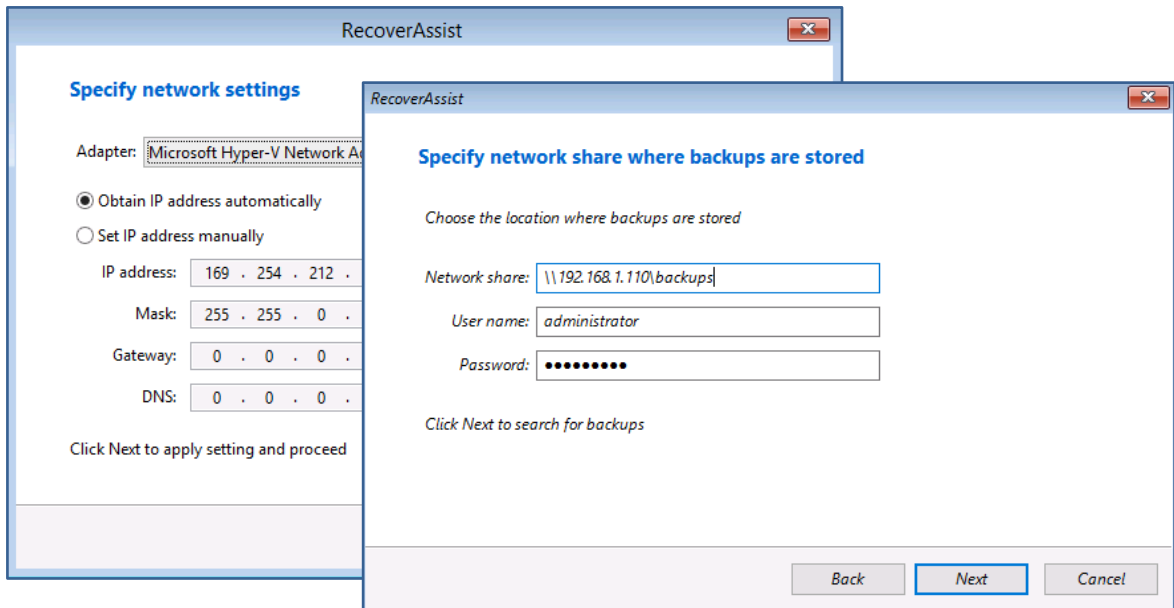 RecoverAssist
Specify network settings
Adapter: Microsoft Hyper-V Network
Obtain IP address automatically
Set IP address manually
IP address: 169 . 254 . 212 .
Mask: 255 . 255 . 0 .
Gateway: 0 . 0 . 0 .
DNS: 0 . 0 . 0 .
Click Next to apply setting and proceed
RecoverAssist
Specify network share where backups are stored
Choose the location where backups are stored
Network share: \\192.168.1.110\backups
User name: administrator
Password: •••••••••
Click Next to search for backups
Back Next Cancel